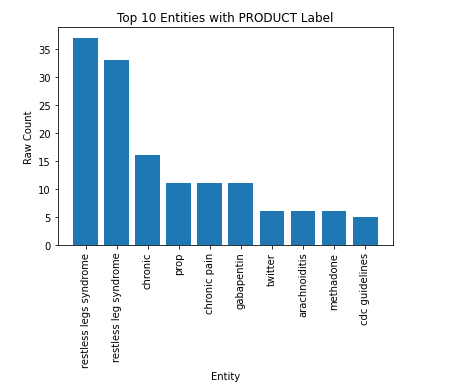 Top 10 Entities with PRODUCT Label
Raw Count
35
30
25
20
15
10
5
0
restless legs syndrome
restless leg syndrome
chronic
prop
chronic pain
gabapentin
twitter
arachnoiditis
methadone
cdc guidelines
Entity